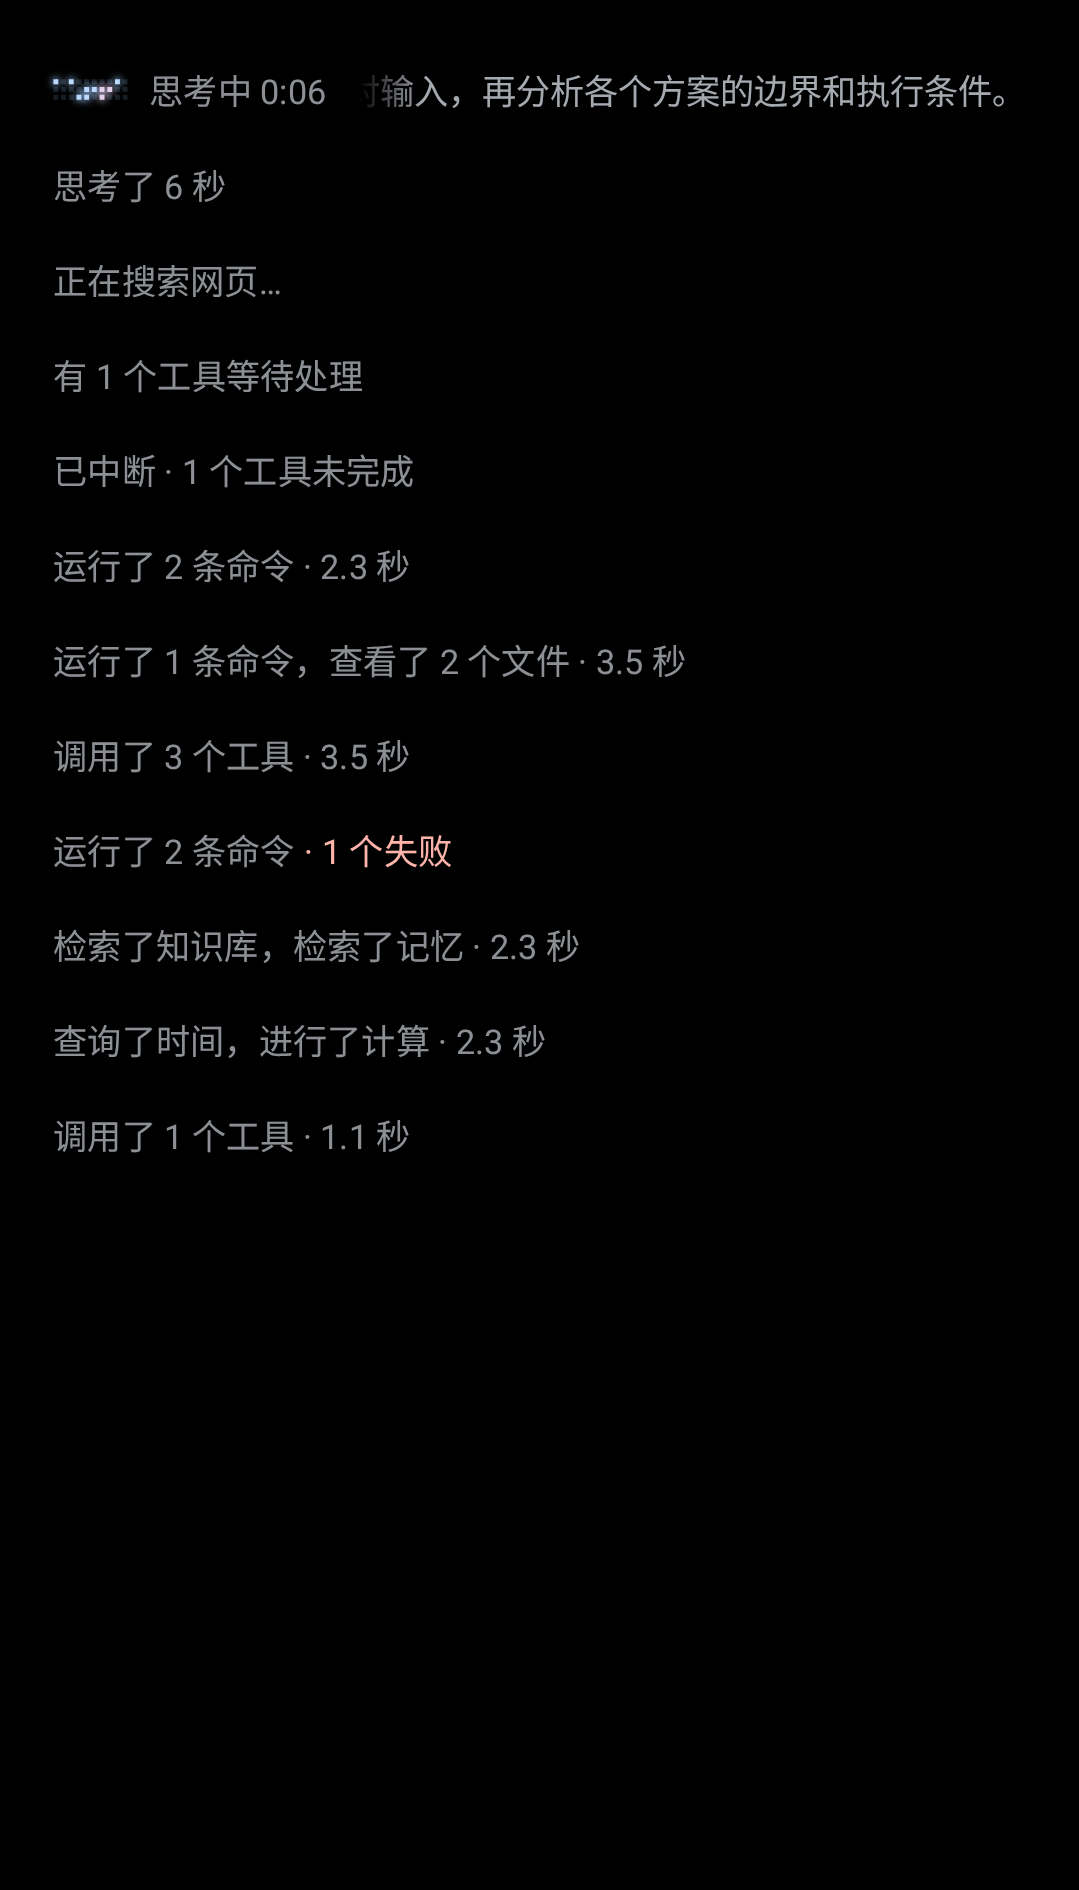 思考中 0:06 输入，再分析各个方案的边界和执行条件。
思考了 6 秒
正在搜索网页...
有 1 个工具等待处理
已中断 · 1 个工具未完成
运行了 2 条命令 · 2.3 秒
运行了 1 条命令，查看了 2 个文件 · 3.5 秒
调用了 3 个工具 · 3.5 秒
运行了 2 条命令 · 1 个失败
检索了知识库，检索了记忆 · 2.3 秒
查询了时间，进行了计算 · 2.3 秒
调用了 1 个工具 · 1.1 秒